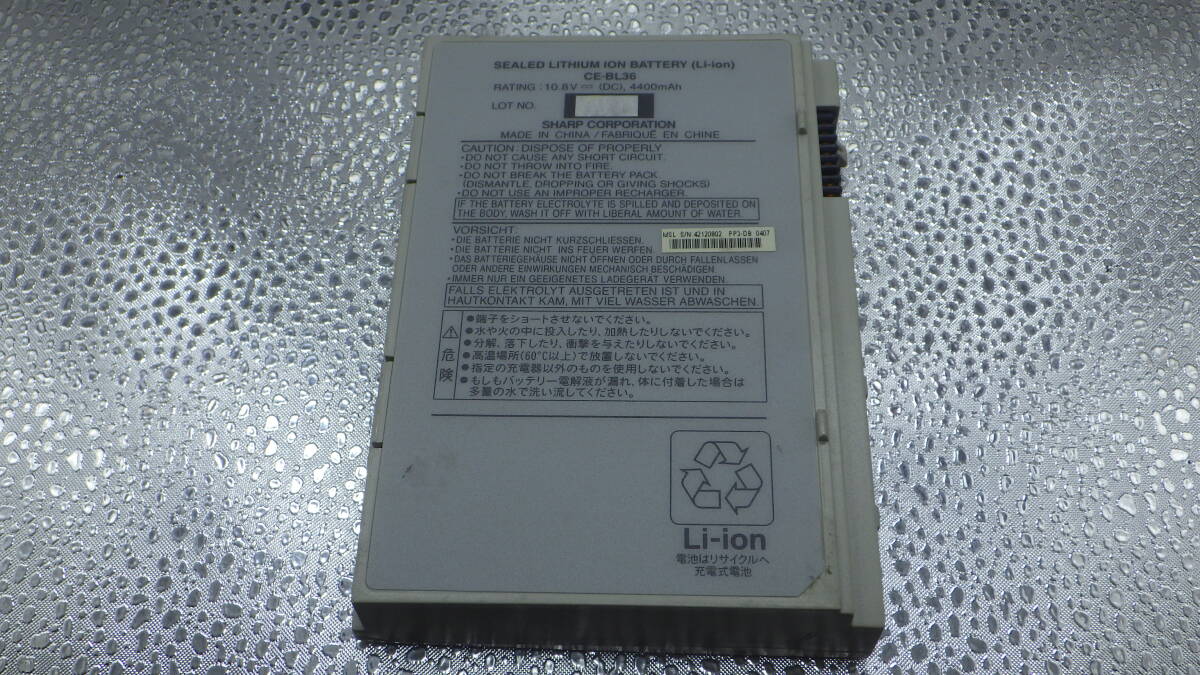 SEALED LITHIUM ION BATTERY (Li-ion)
CE-BL36
RATING : 10.8V ⎓ (DC), 4400mAh
LOT NO.
SHARP CORPORATION
MADE IN CHINA / FABRIQUÉ EN CHINE
CAUTION: DISPOSE OF PROPERLY
•DO NOT CAUSE ANY SHORT CIRCUIT.
•DO NOT THROW INTO FIRE.
•DO NOT BREAK THE BATTERY PACK.
(DISMANTLE, DROPPING OR GIVING SHOCKS)
•DO NOT USE AN IMPROPER RECHARGER.
IF THE BATTERY ELECTROLYTE IS SPILLED AND DEPOSITED ON
THE BODY, WASH IT OFF WITH LIBERAL AMOUNT OF WATER.
VORSICHT:
•DIE BATTERIE NICHT KURZSCHLIESSEN.
•DIE BATTERIE NICHT INS FEUER WERFEN.
•DAS BATTERIEGEHÄUSE NICHT ÖFFNEN ODER DURCH FALLENLASSEN
ODER ANDERE EINWIRKUNGEN MECHANISCH BESCHÄDIGEN.
•IMMER NUR EIN GEEIGENETES LADEGERÄT VERWENDEN.
MSL S/N 42120802 PP3-DB 0407
FALLS ELEKTROLYT AUSGETRETEN IST UND IN
HAUTKONTAKT KAM, MIT VIEL WASSER ABWASCHEN.
危険
●端子をショートさせないでください。
●水や火の中に投入したり、加熱したりしないでください。
●分解、落下したり、衝撃を与えたりしないでください。
●高温場所(60℃以上)で放置しないでください。
●指定の充電器以外のものを使用しないでください。
●もしもバッテリー電解液が漏れ、体に付着した場合は
多量の水で洗い流してください。
Li-ion
電池はリサイクルへ
充電式電池